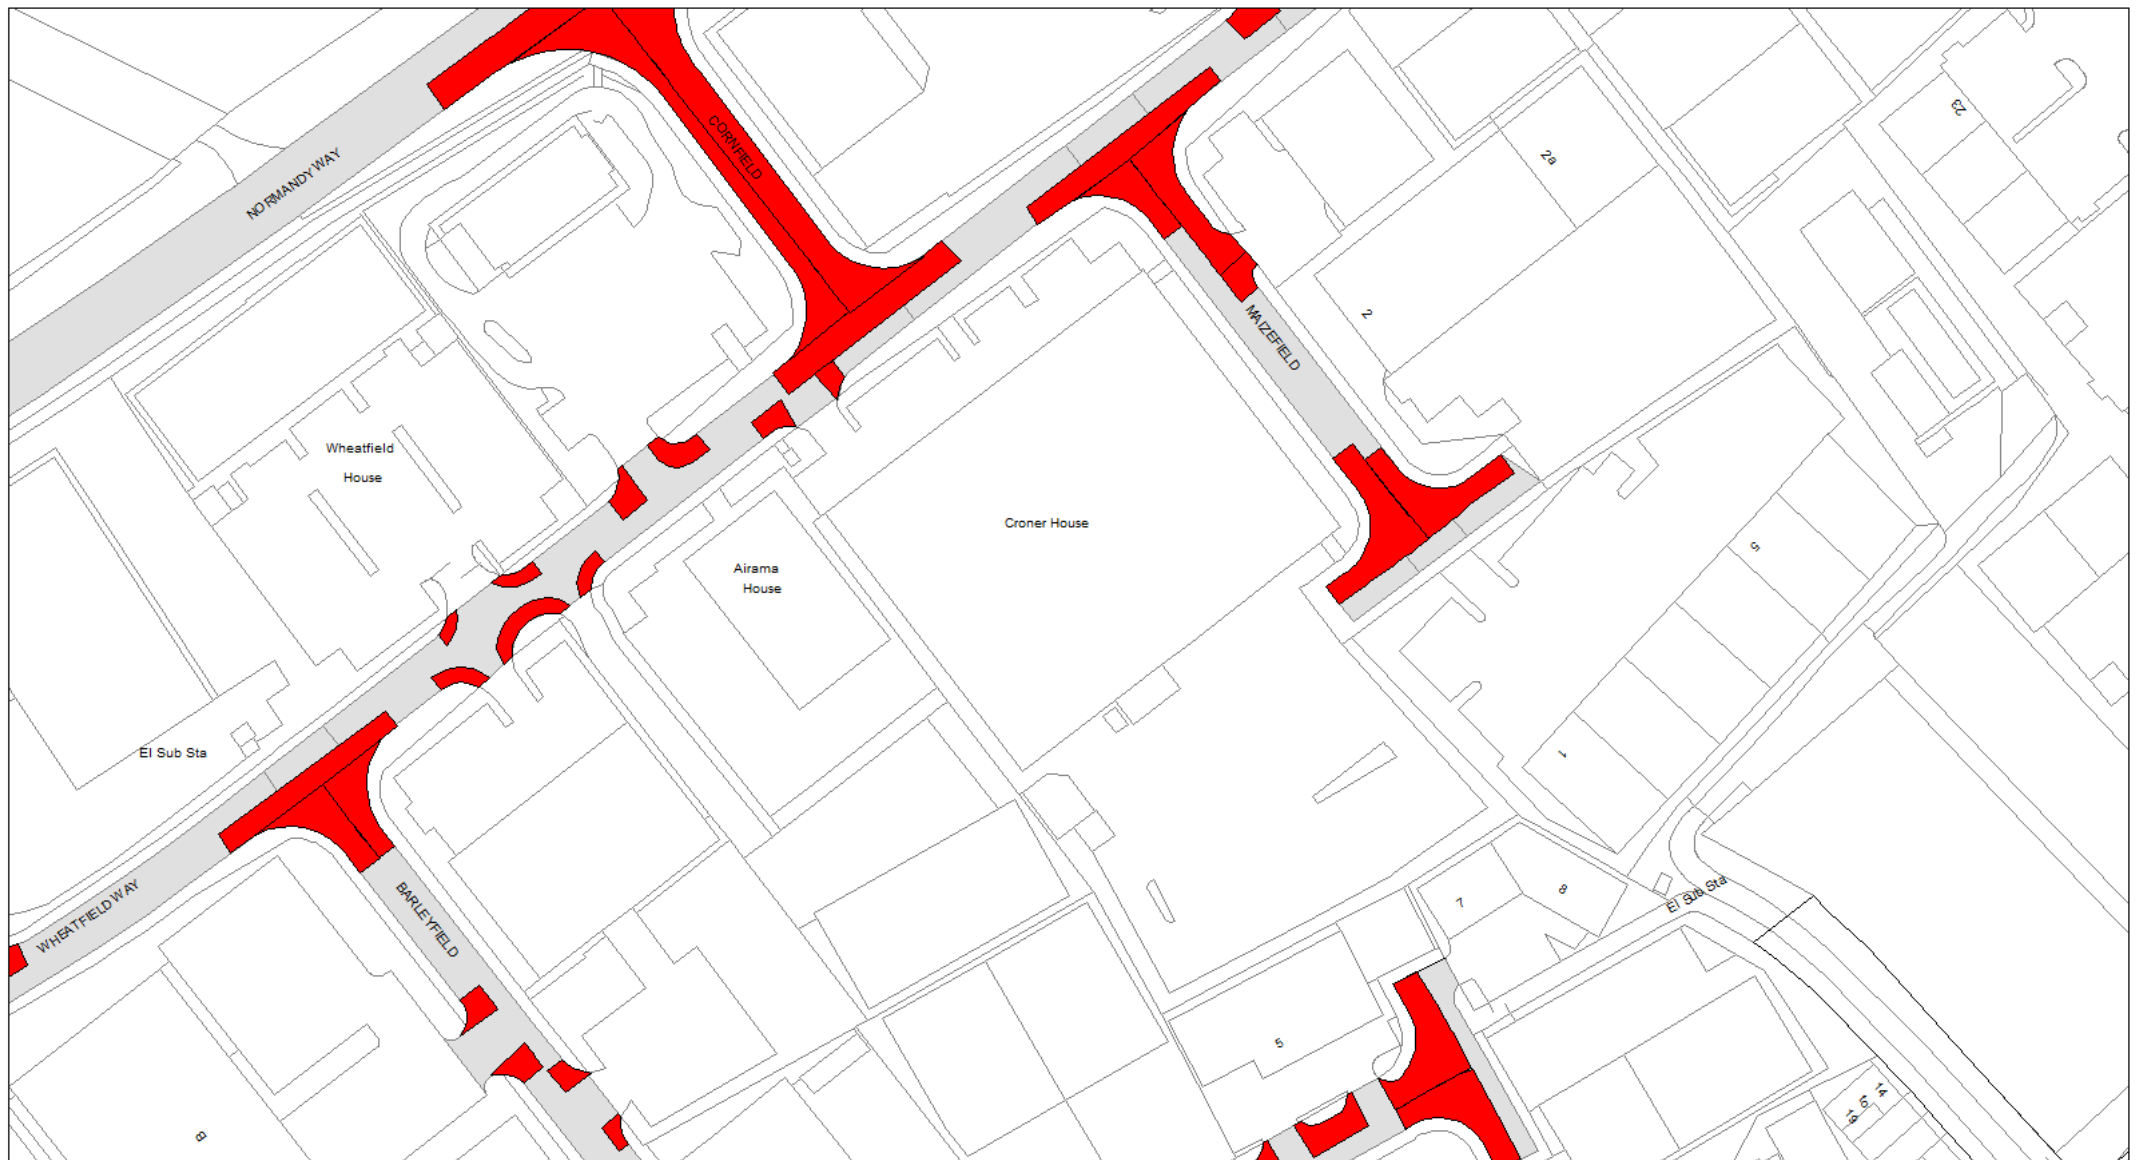 23
CORNFIELD
2a
NORMANDY WAY
2
MAIZEFIELD
Wheatfield
House
Croner House
5
Airama
House
El Sub Sta
1
8
El Sub Sta
7
WHEATFIELD WAY
BARLEYFIELD
5
14
19